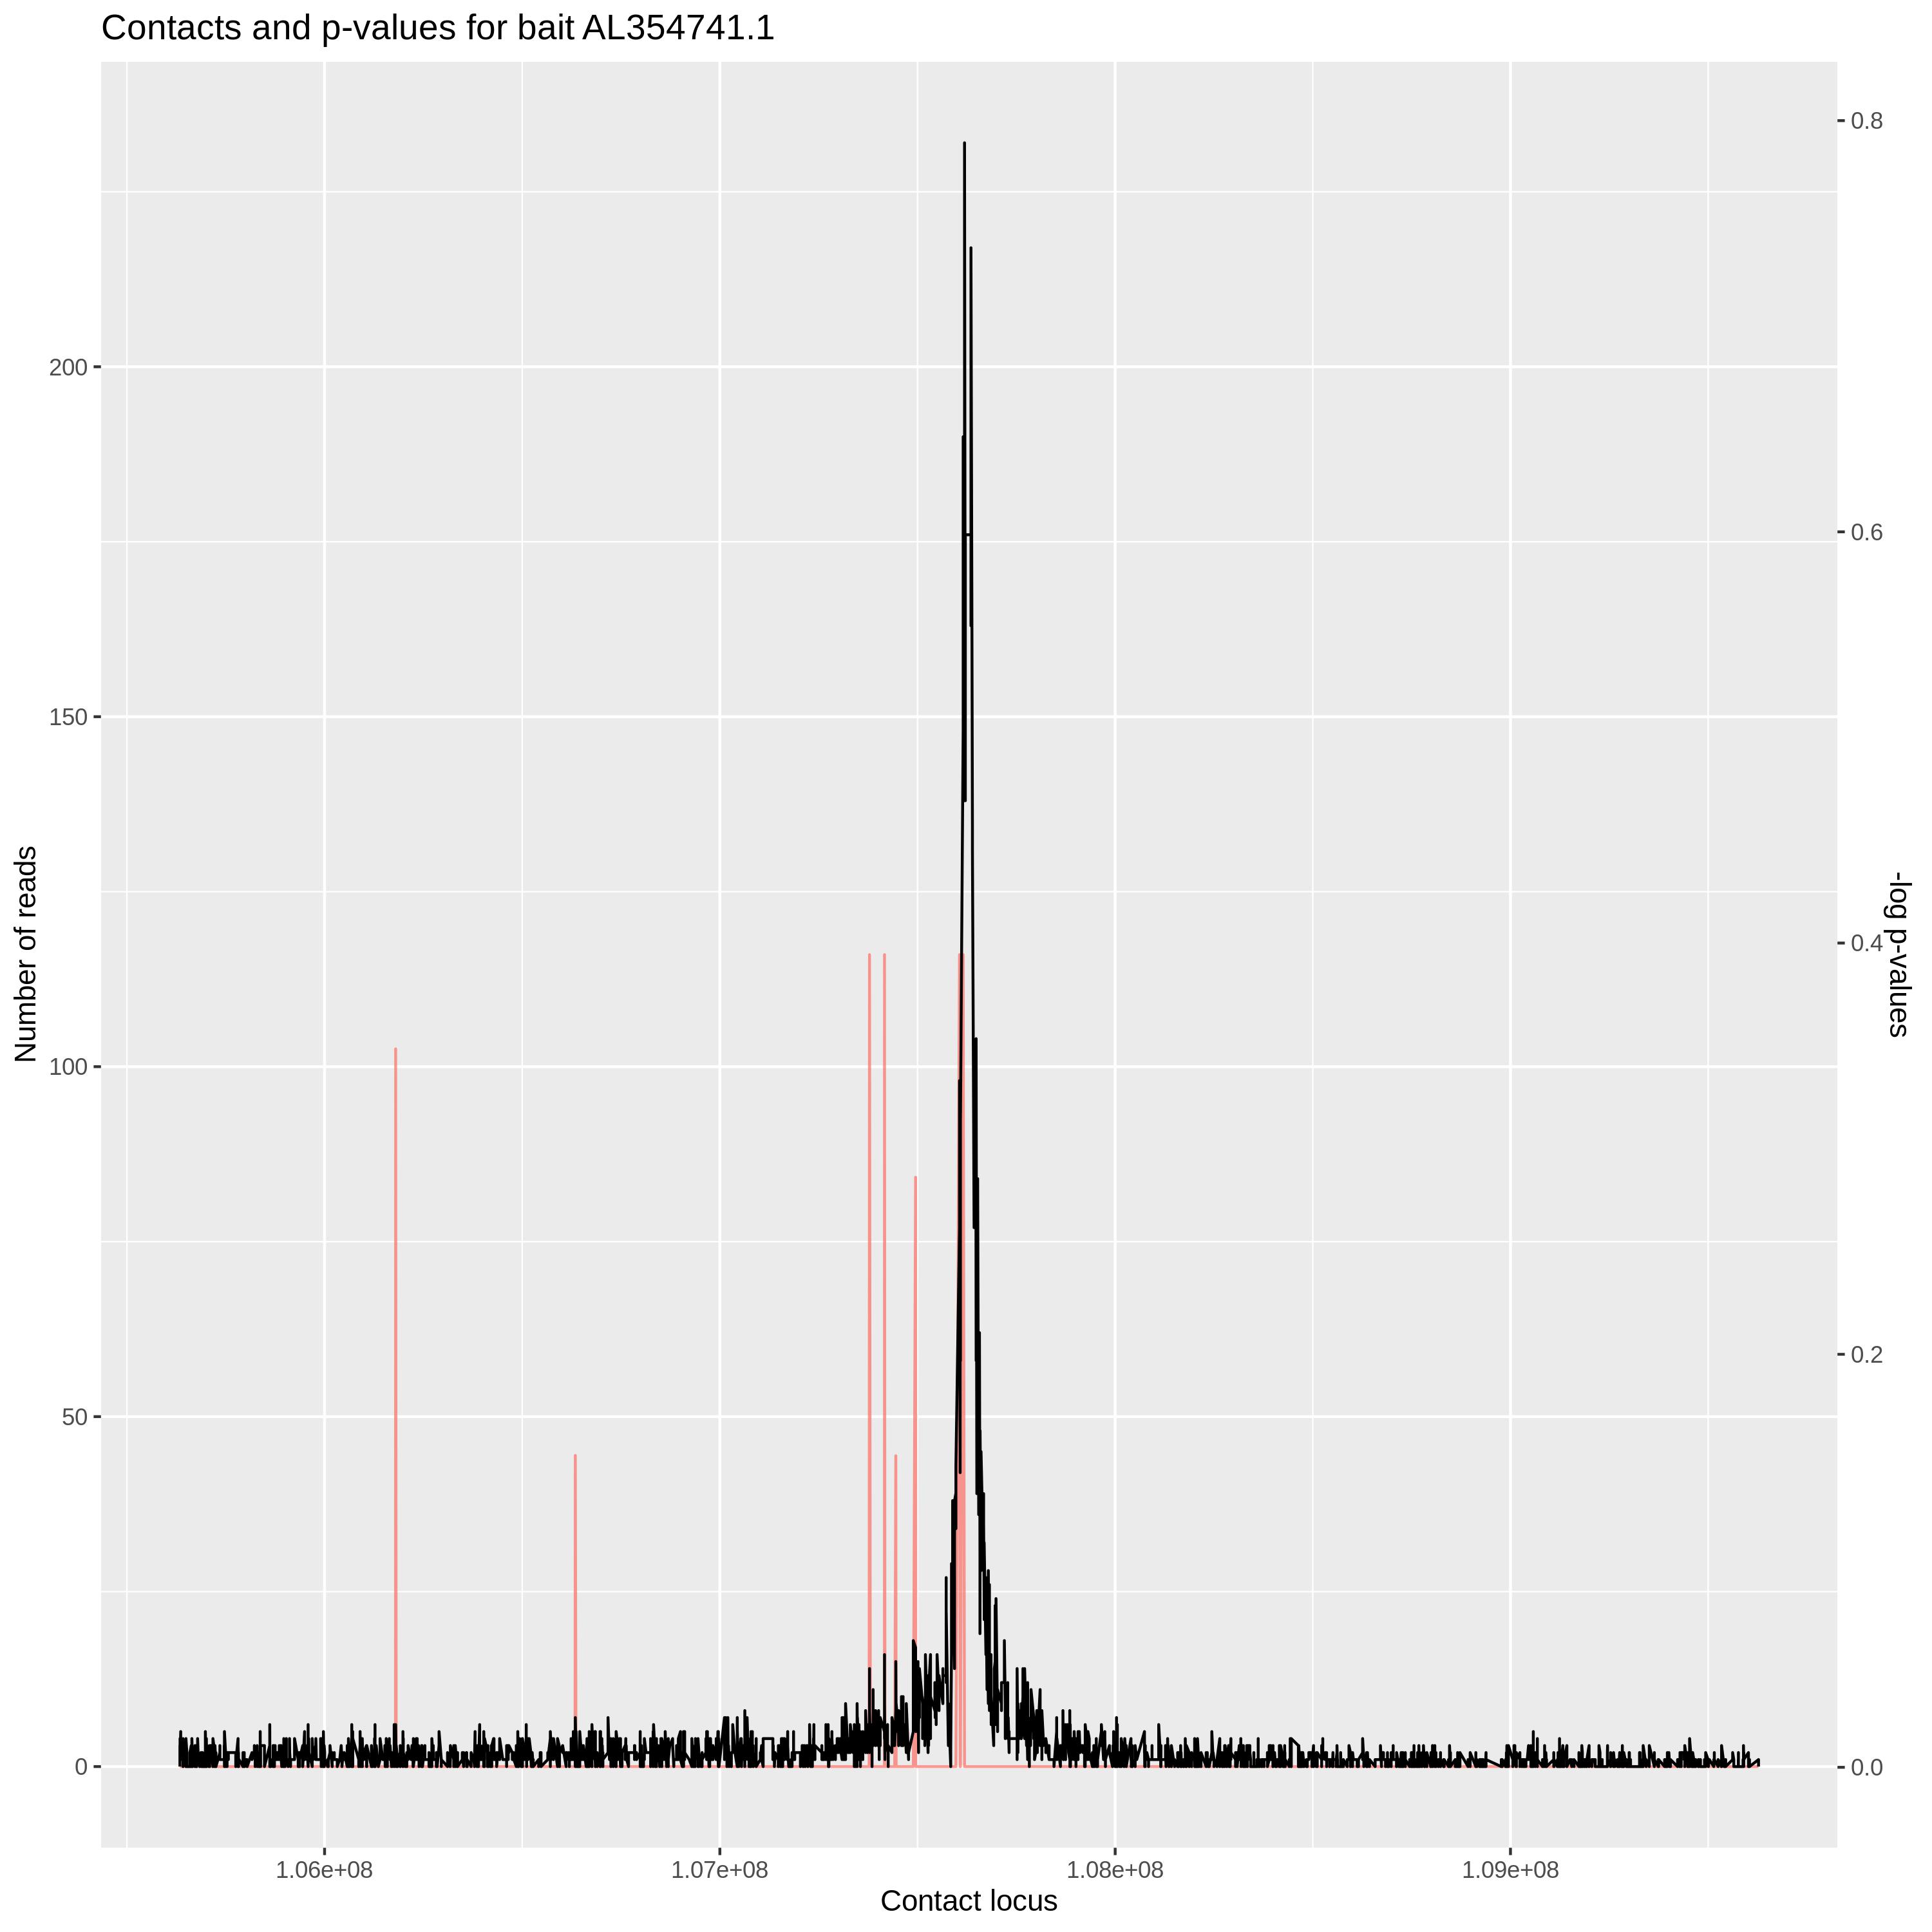 Contacts and p-values for bait AL354741.1
200
150
100
50
0
Number of reads
0.8
0.6
0.4
0.2
0.0
-log p-values
1.06e+08
1.07e+08
1.08e+08
1.09e+08
Contact locus